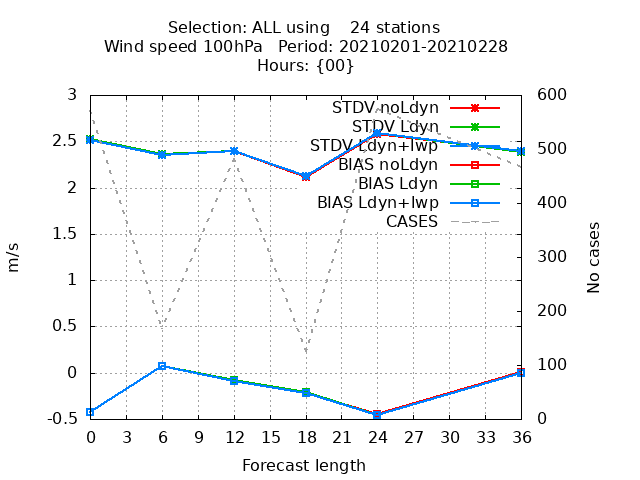 Selection: ALL using    24 stations
Wind speed 100hPa   Period: 20210201-20210228
Hours: {00}
3
2.5
2
1.5
1
0.5
0
-0.5
600
500
400
300
200
100
0
STDV noLdyn
STDV Ldyn
STDV Ldyn+lwp
BIAS noLdyn
BIAS Ldyn
BIAS Ldyn+lwp
CASES
m/s
No cases
0 3 6 9 12 15 18 21 24 27 30 33 36
Forecast length